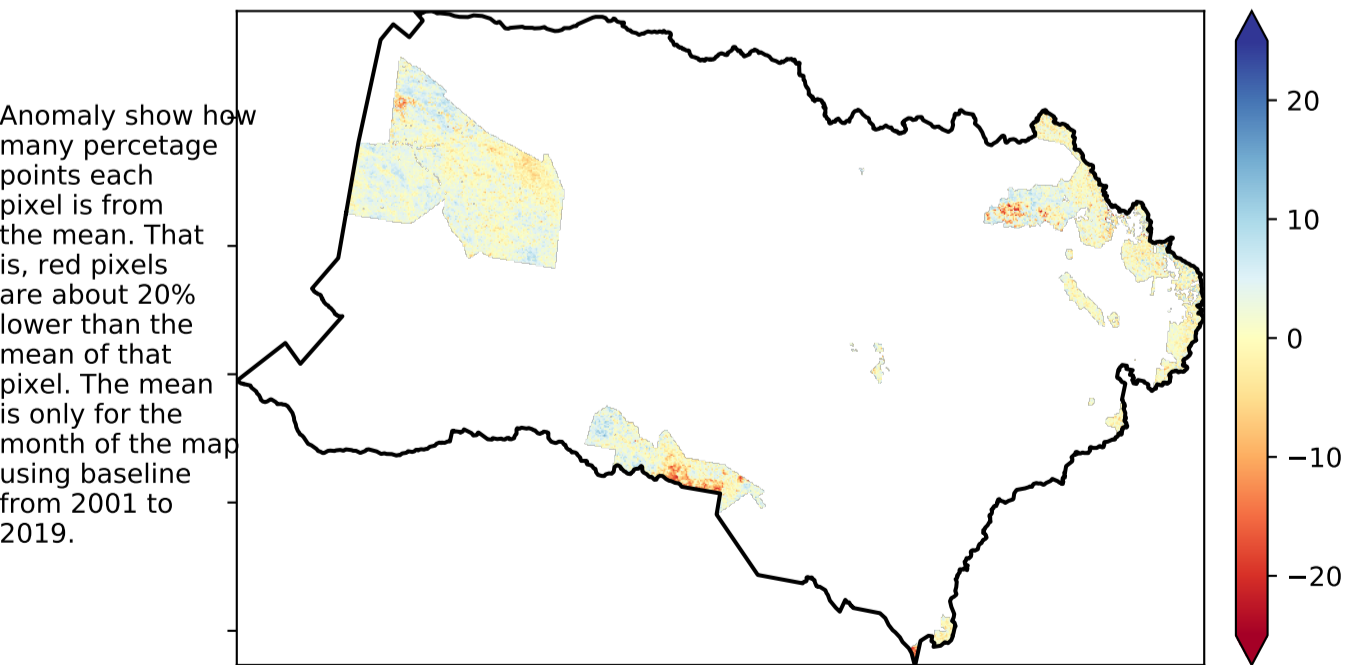 Anomaly show how
many percetage
points each
pixel is from
the mean. That
is, red pixels
are about 20%
lower than the
mean of that
pixel. The mean
is only for the
month of the map
using baseline
from 2001 to
2019.
20
10
0
−10
−20